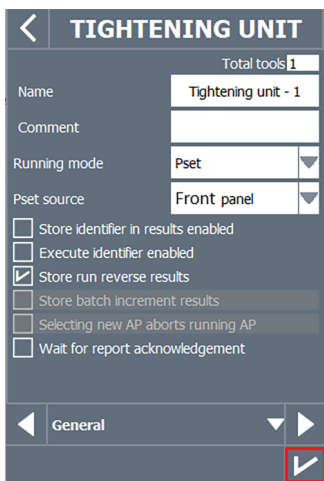 TIGHTENING UNIT
Total tools 1
Name Tightening unit - 1
Comment
Running mode Pset
Pset source Front panel
Store identifier in results enabled
Execute identifier enabled
Store run reverse results
Store batch increment results
Selecting new AP aborts running AP
Wait for report acknowledgement
General